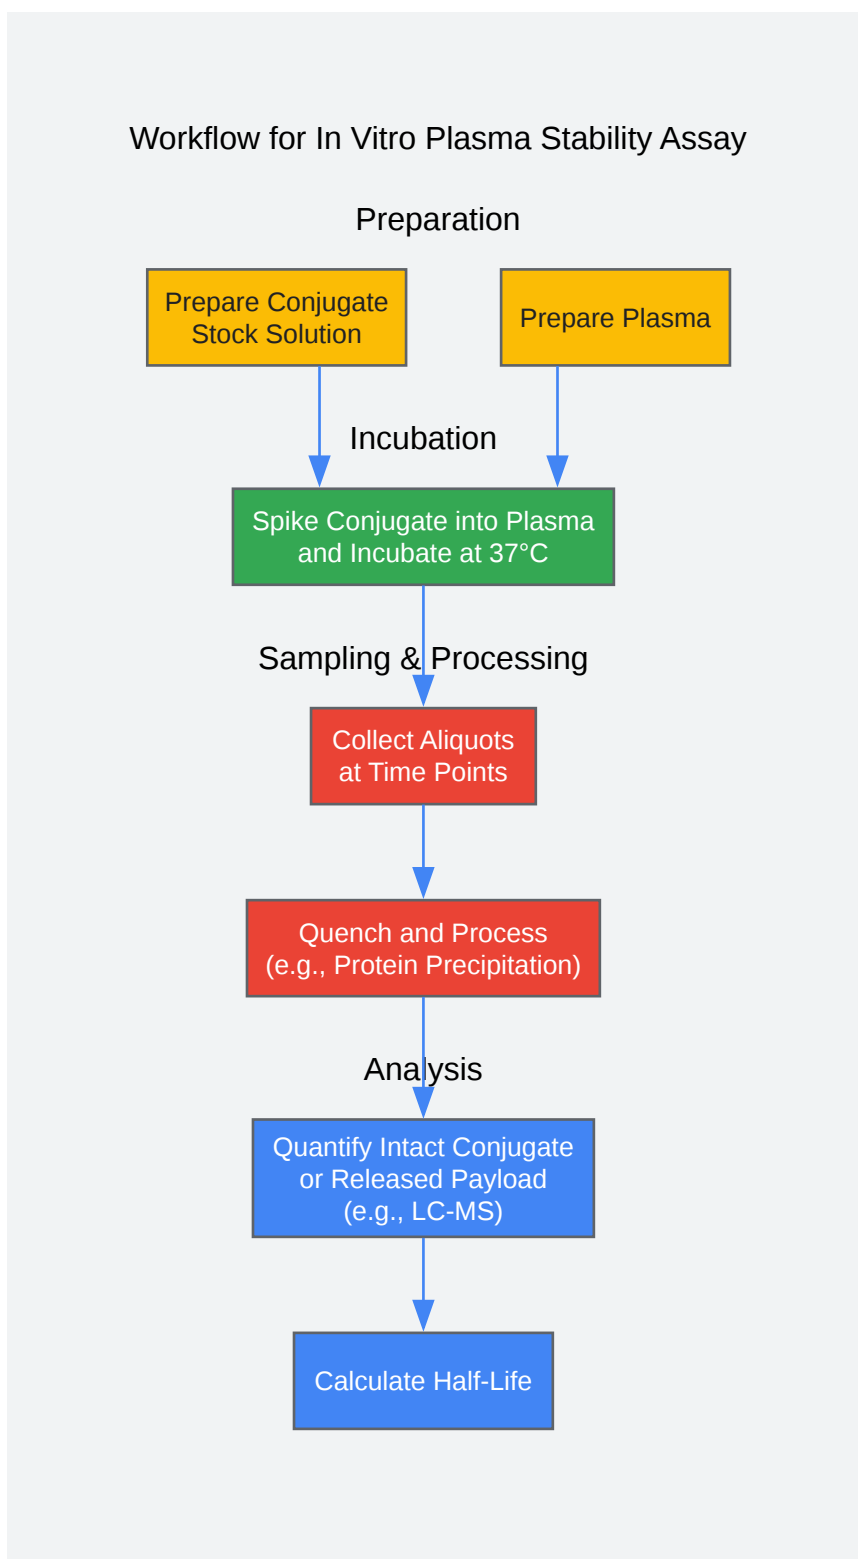 Workflow for In Vitro Plasma Stability Assay
Preparation
Prepare Conjugate
Stock Solution
Prepare Plasma
Incubation
Spike Conjugate into Plasma
and Incubate at 37°C
Sampling & Processing
Collect Aliquots
at Time Points
Quench and Process
(e.g., Protein Precipitation)
Analysis
Quantify Intact Conjugate
or Released Payload
(e.g., LC-MS)
Calculate Half-Life